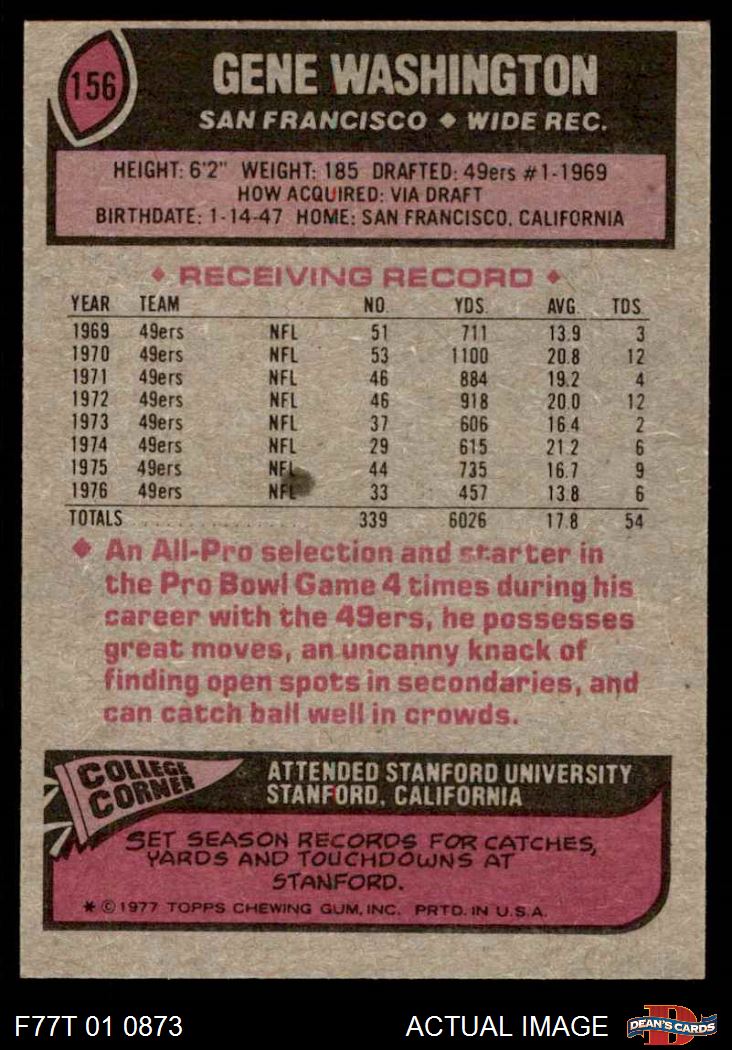 156
GENE WASHINGTON
SAN FRANCISCO ◆ WIDE REC.
HEIGHT: 6'2" WEIGHT: 185 DRAFTED: 49ers #1-1969
HOW ACQUIRED: VIA DRAFT
BIRTHDATE: 1-14-47 HOME: SAN FRANCISCO, CALIFORNIA
◆ RECEIVING RECORD ◆
YEAR TEAM NO. YDS. AVG. TDS.
1969 49ers NFL 51 711 13.9 3
1970 49ers NFL 53 1100 20.8 12
1971 49ers NFL 46 884 19.2 4
1972 49ers NFL 46 918 20.0 12
1973 49ers NFL 37 606 16.4 2
1974 49ers NFL 29 615 21.2 6
1975 49ers NFL 44 735 16.7 9
1976 49ers NFL 33 457 13.8 6
TOTALS . . . . . . . . . . . . 339 6026 17.8 54
◆ An All-Pro selection and starter in
the Pro Bowl Game 4 times during his
career with the 49ers, he possesses
great moves, an uncanny knack of
finding open spots in secondaries, and
can catch ball well in crowds.
COLLEGE
CORNER
ATTENDED STANFORD UNIVERSITY
STANFORD, CALIFORNIA
SET SEASON RECORDS FOR CATCHES,
YARDS AND TOUCHDOWNS AT
STANFORD.
* © 1977 TOPPS CHEWING GUM, INC. PRTD. IN U.S.A.
F77T 01 0873
ACTUAL IMAGE
D
DEAN'S CARDS